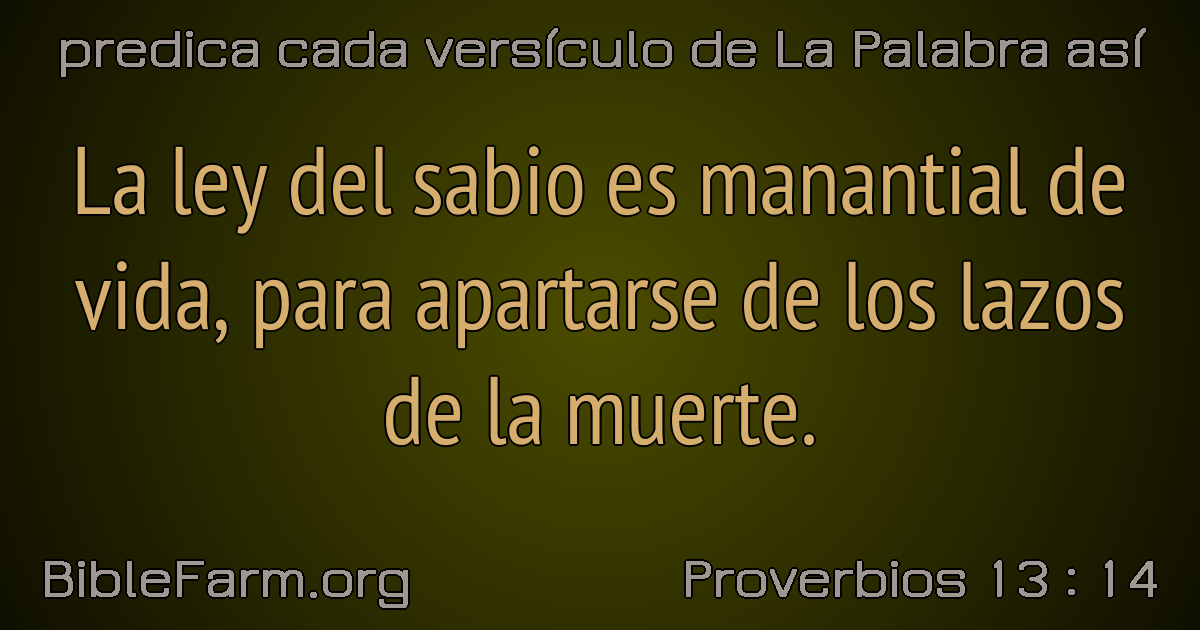 predica cada versículo de La Palabra así
La ley del sabio es manantial de
vida, para apartarse de los lazos
de la muerte.
BibleFarm.org
Proverbios 13 : 14